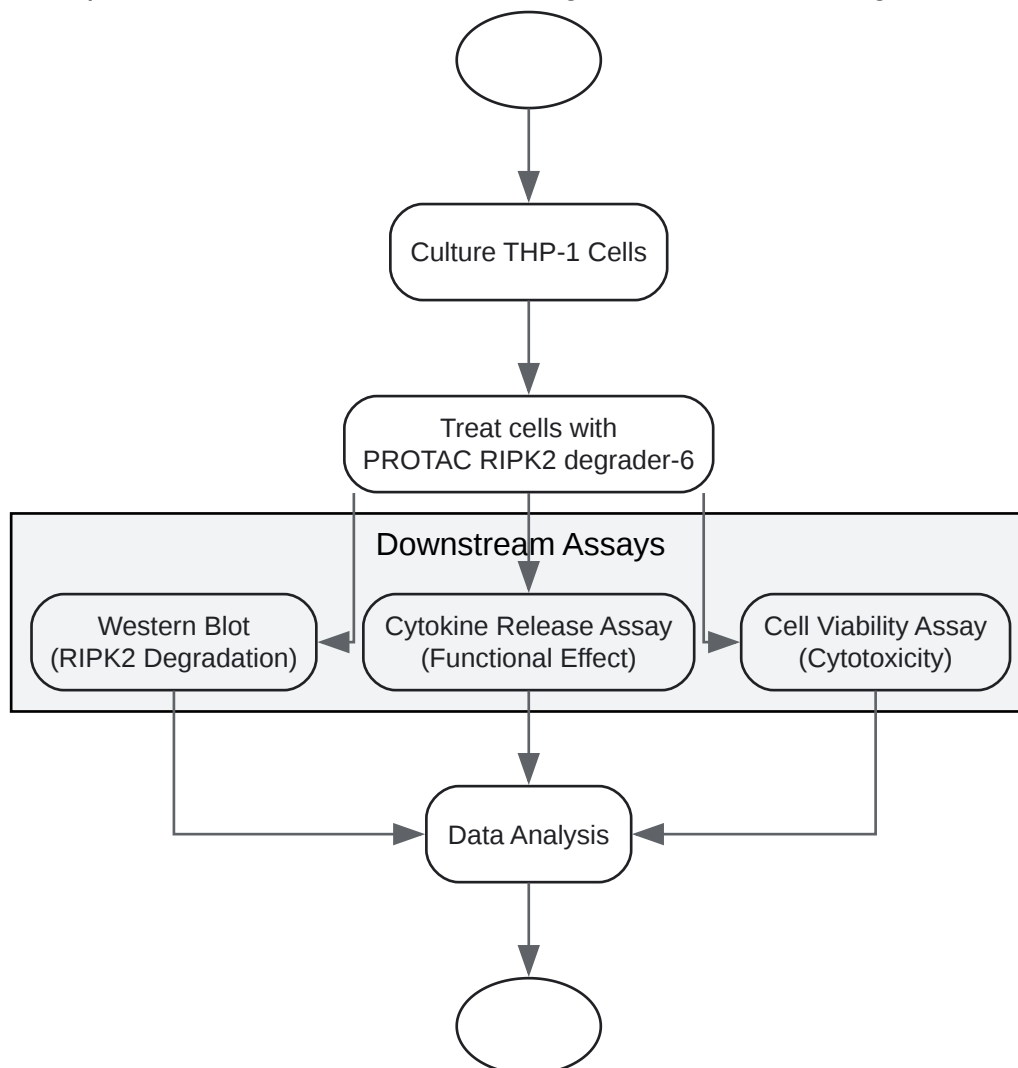 Culture THP-1 Cells
Treat cells with
PROTAC RIPK2 degrader-6
Downstream Assays
Western Blot
(RIPK2 Degradation)
Cytokine Release Assay
(Functional Effect)
Cell Viability Assay
(Cytotoxicity)
Data Analysis